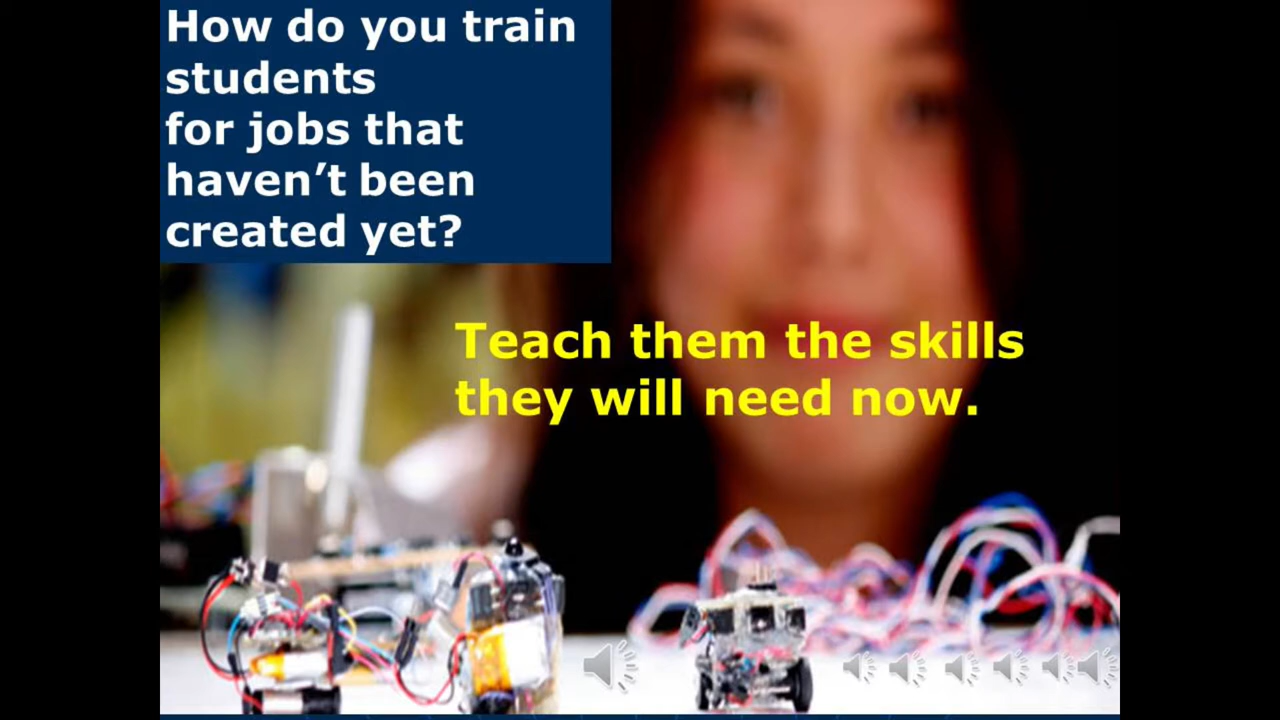 How do you train
students
for jobs that
haven’t been
created yet?
Teach them the skills
they will need now.